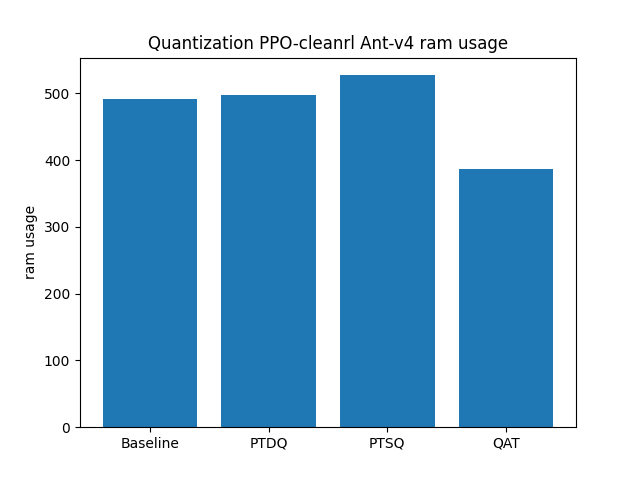 Quantization PPO-cleanrl Ant-v4 ram usage
500
400
300
200
100
0
ram usage
Baseline PTDQ PTSQ QAT